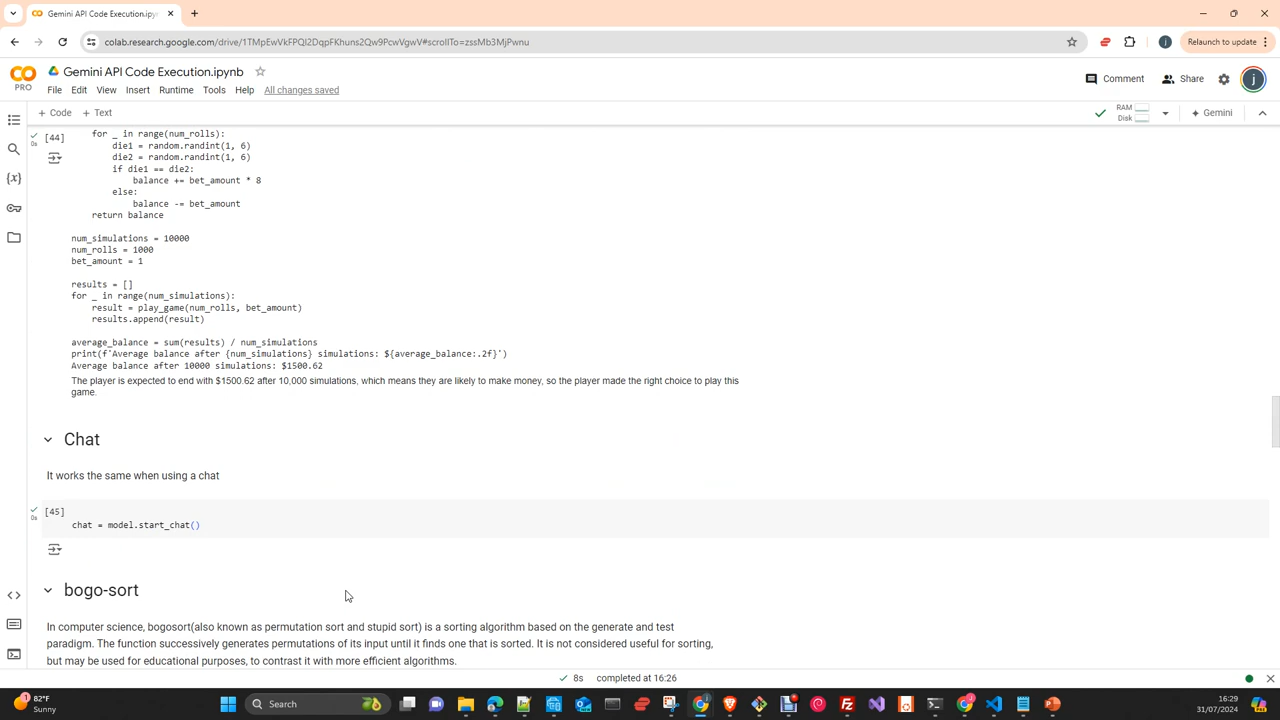 Gemini API Code Execution.ipyn
colab.research.google.com/drive/1TMpEwVkFPQI2DqpFKhuns2Qw9PcwVgwV#scrollTo=zssMb3MjPwnu
i
Relaunch to update
PRO
Gemini API Code Execution.ipynb
Comment
Share
j
File Edit View Insert Runtime Tools Help All changes saved
+ Code + Text
RAM
Disk
Gemini
[44]
0s
for _ in range(num_rolls):
die1 = random.randint(1, 6)
die2 = random.randint(1, 6)
if die1 == die2:
balance += bet_amount * 8
else:
balance -= bet_amount
return balance
num_simulations = 10000
num_rolls = 1000
bet_amount = 1
results = []
for _ in range(num_simulations):
result = play_game(num_rolls, bet_amount)
results.append(result)
average_balance = sum(results) / num_simulations
print(f'Average balance after {num_simulations} simulations: ${average_balance:.2f}')
Average balance after 10000 simulations: $1500.62
The player is expected to end with $1500.62 after 10,000 simulations, which means they are likely to make money, so the player made the right choice to play this
game.
Chat
It works the same when using a chat
[45]
0s
chat = model.start_chat()
bogo-sort
In computer science, bogosort(also known as permutation sort and stupid sort) is a sorting algorithm based on the generate and test
paradigm. The function successively generates permutations of its input until it finds one that is sorted. It is not considered useful for sorting,
but may be used for educational purposes, to contrast it with more efficient algorithms.
8s completed at 16:26
82°F
Sunny
Search
16:29
31/07/2024